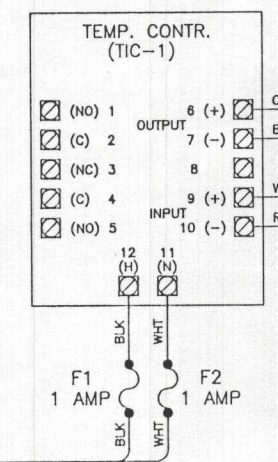 TEMP. CONTR.
(TIC-1)
(NO) 1 6 (+)
OUTPUT
(C) 2 7 (-)
(NC) 3 8
(C) 4 9 (+)
INPUT
(NO) 5 10 (-)
12 11
(H) (N)
BLK WHT
F1 F2
1 AMP 1 AMP
BLK WHT